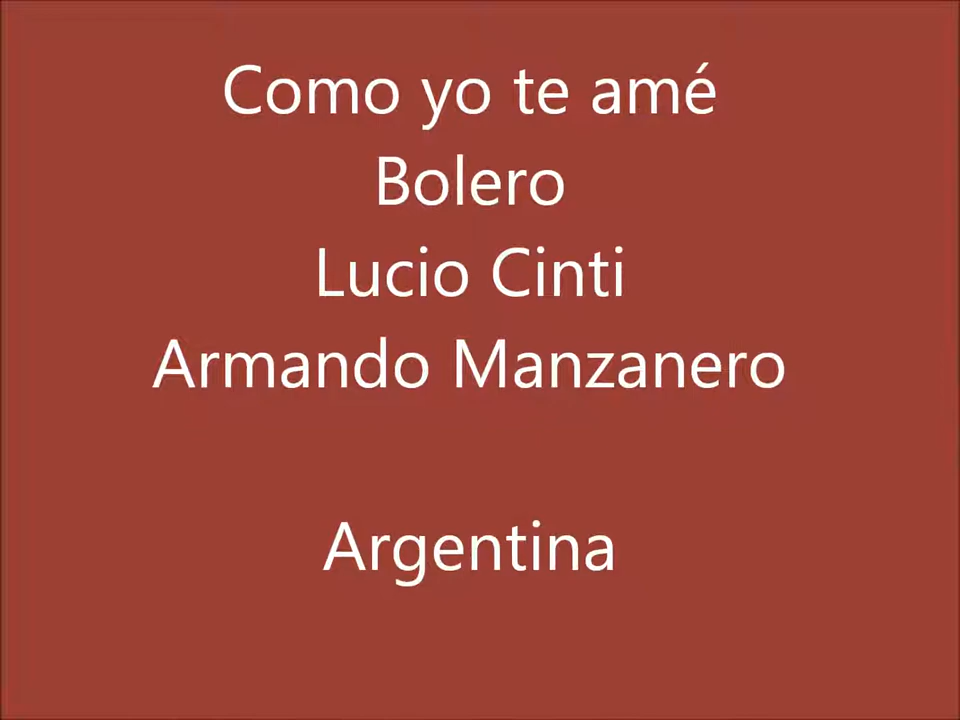 Como yo te amé
Bolero
Lucio Cinti
Armando Manzanero
Argentina